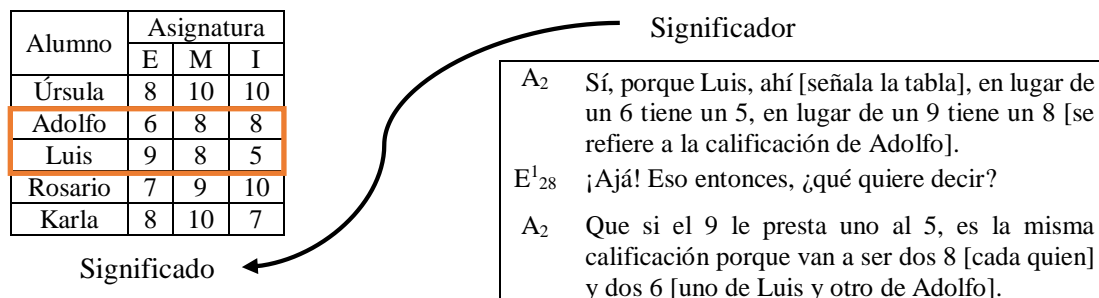 Alumno Asignatura
E M I
Úrsula 8 10 10
Adolfo 6 8 8
Luis 9 8 5
Rosario 7 9 10
Karla 8 10 7
Significado
Significador
A2 Sí, porque Luis, ahí [señala la tabla], en lugar de
un 6 tiene un 5, en lugar de un 9 tiene un 8 [se
refiere a la calificación de Adolfo].
E¹28 ¡Ajá! Eso entonces, ¿qué quiere decir?
A2 Que si el 9 le presta uno al 5, es la misma
calificación porque van a ser dos 8 [cada quien]
y dos 6 [uno de Luis y otro de Adolfo].